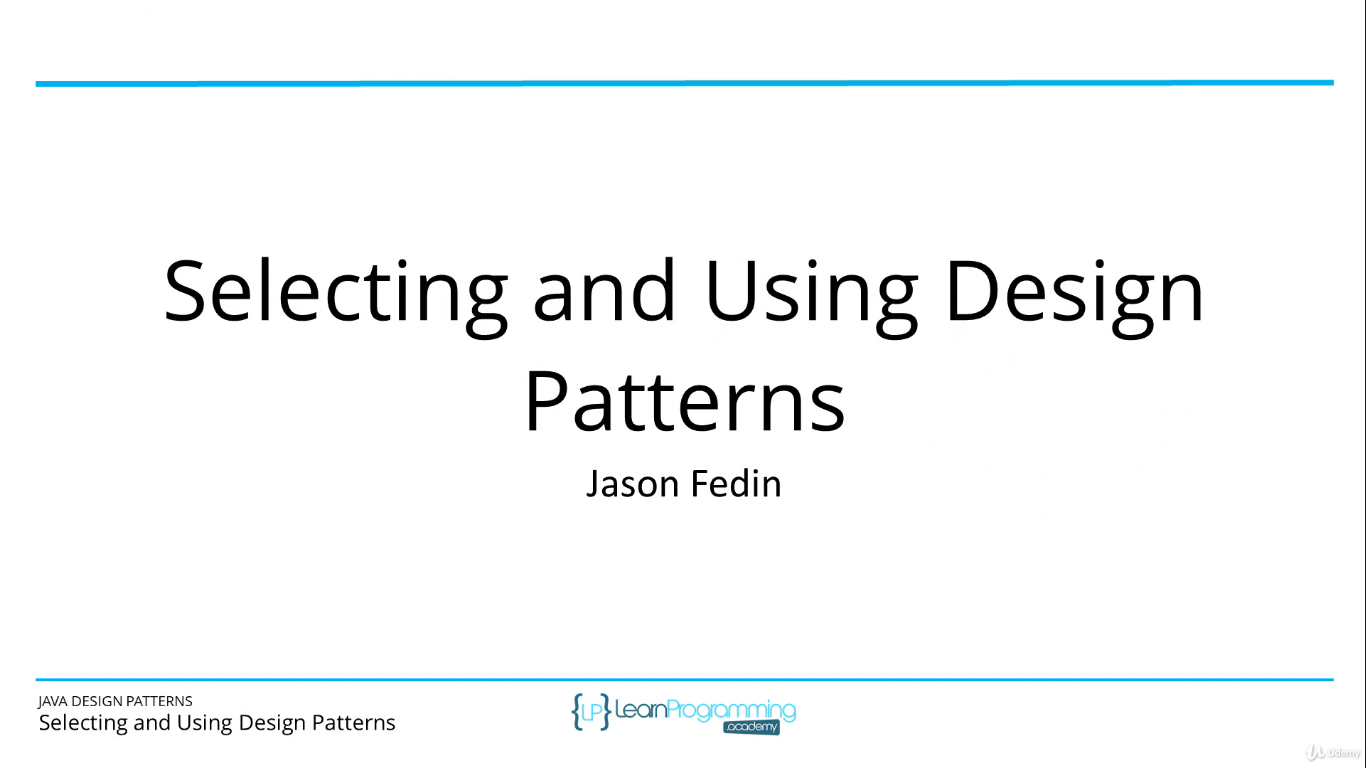 Selecting and Using Design
Patterns
Jason Fedin
JAVA DESIGN PATTERNS
Selecting and Using Design Patterns
{LP} LearnProgramming
.academy
Udemy